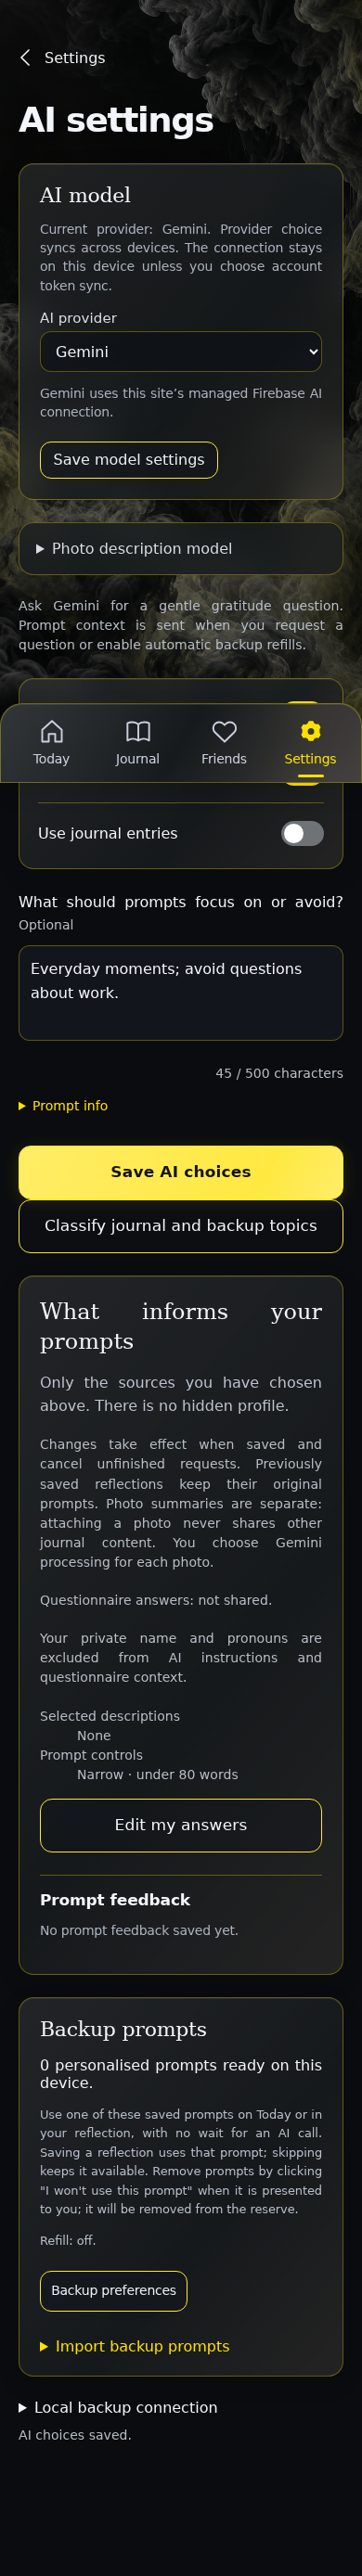 Settings
AI settings
AI model
Current provider: Gemini. Provider choice
syncs across devices. The connection stays
on this device unless you choose account
token sync.
AI provider
Gemini
Gemini uses this site’s managed Firebase AI
connection.
Save model settings
Photo description model
Ask Gemini for a gentle gratitude question.
Prompt context is sent when you request a
question or enable automatic backup refills.
Today
Journal
Friends
Settings
Use journal entries
What should prompts focus on or avoid?
Optional
Everyday moments; avoid questions
about work.
45 / 500 characters
Prompt info
Save AI choices
Classify journal and backup topics
What informs your
prompts
Only the sources you have chosen
above. There is no hidden profile.
Changes take effect when saved and
cancel unfinished requests. Previously
saved reflections keep their original
prompts. Photo summaries are separate:
attaching a photo never shares other
journal content. You choose Gemini
processing for each photo.
Questionnaire answers: not shared.
Your private name and pronouns are
excluded from AI instructions and
questionnaire context.
Selected descriptions
None
Prompt controls
Narrow · under 80 words
Edit my answers
Prompt feedback
No prompt feedback saved yet.
Backup prompts
0 personalised prompts ready on this
device.
Use one of these saved prompts on Today or in
your reflection, with no wait for an AI call.
Saving a reflection uses that prompt; skipping
keeps it available. Remove prompts by clicking
"I won't use this prompt" when it is presented
to you; it will be removed from the reserve.
Refill: off.
Backup preferences
Import backup prompts
Local backup connection
AI choices saved.